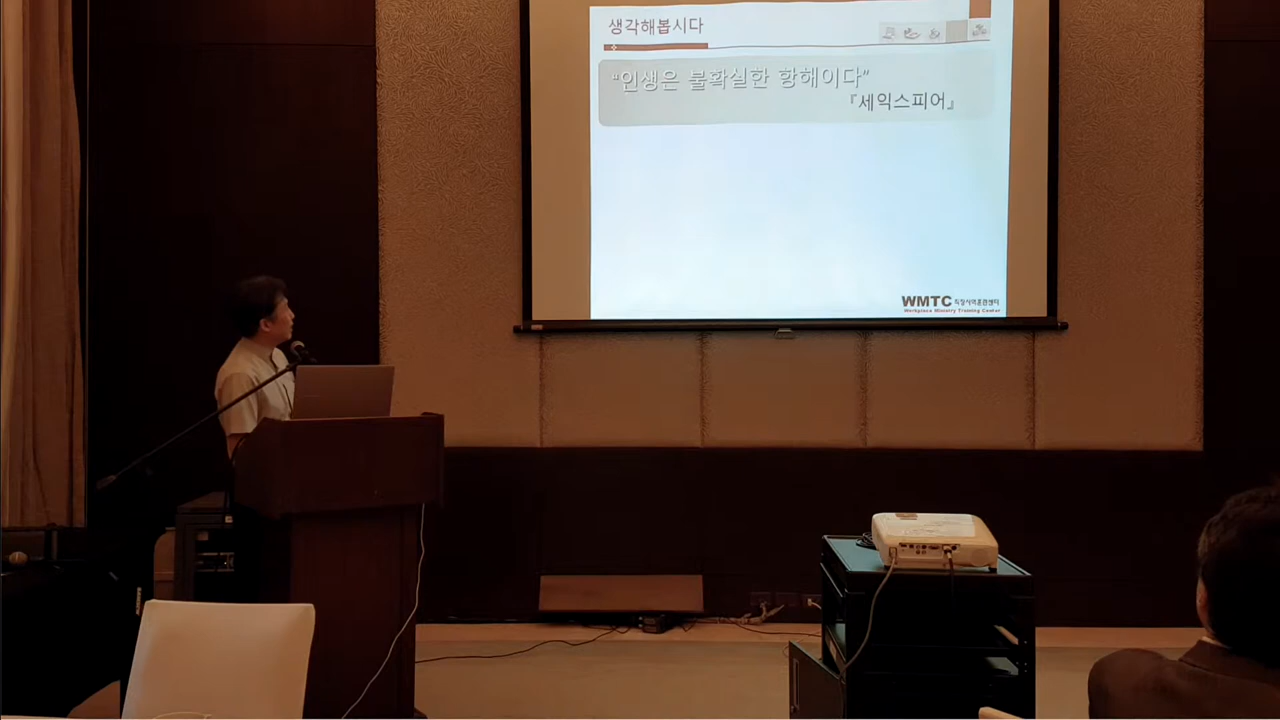 생각해봅시다
“인생은 불확실한 항해이다”
『세익스피어』
WMTC 직장사역훈련센터
Workplace Ministry Training Center